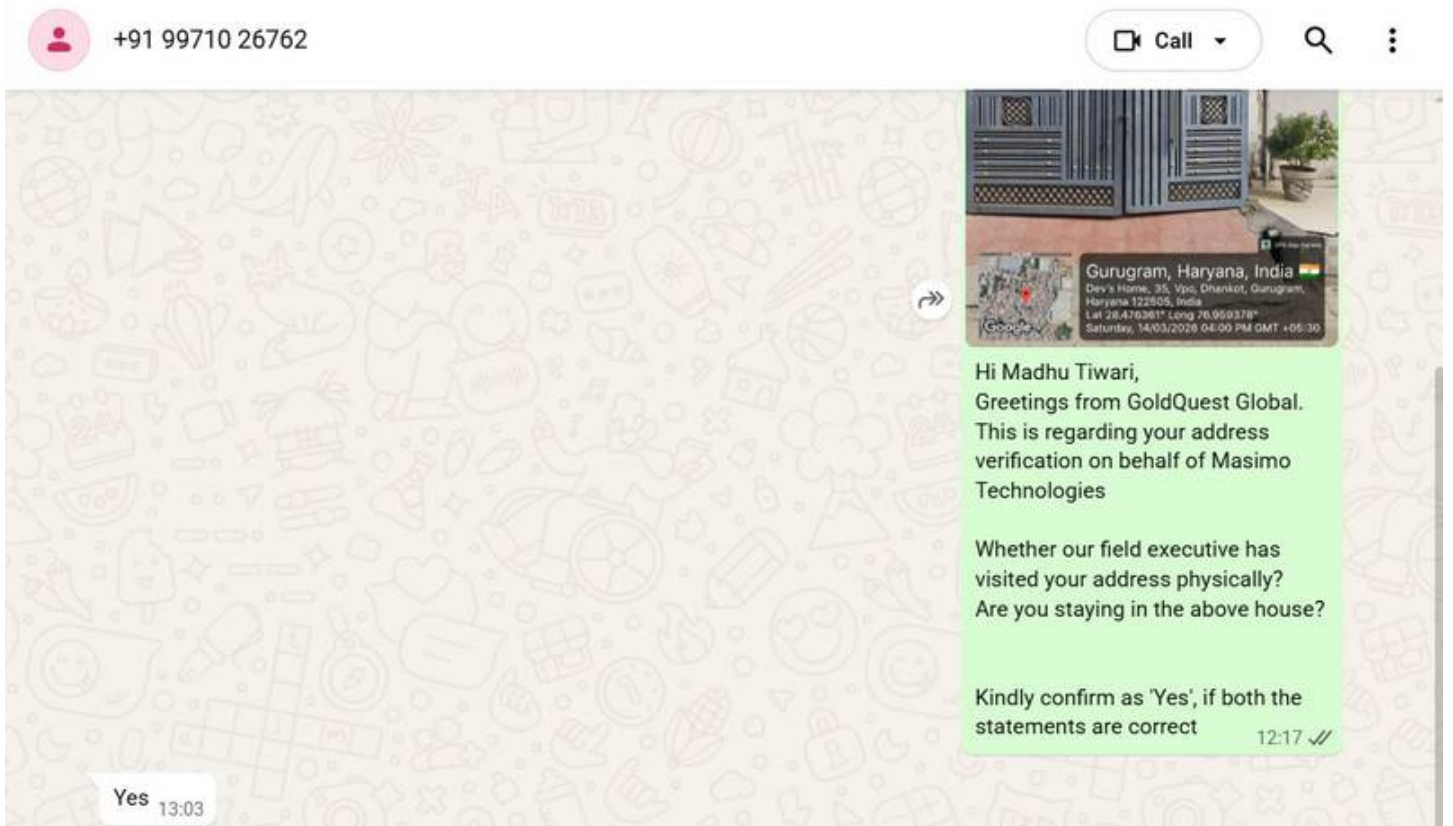 +91 99710 26762
Call
Gurugram, Haryana, India
Dev's Home, 35, Vpo, Dhankot, Gurugram,
Haryana 122505, India
Lat 28.476361° Long 76.959378°
Saturday, 14/03/2026 04:00 PM GMT +05:30
Google
Hi Madhu Tiwari,
Greetings from GoldQuest Global.
This is regarding your address
verification on behalf of Masimo
Technologies
Whether our field executive has
visited your address physically?
Are you staying in the above house?
Kindly confirm as 'Yes', if both the
statements are correct
12:17
Yes 13:03